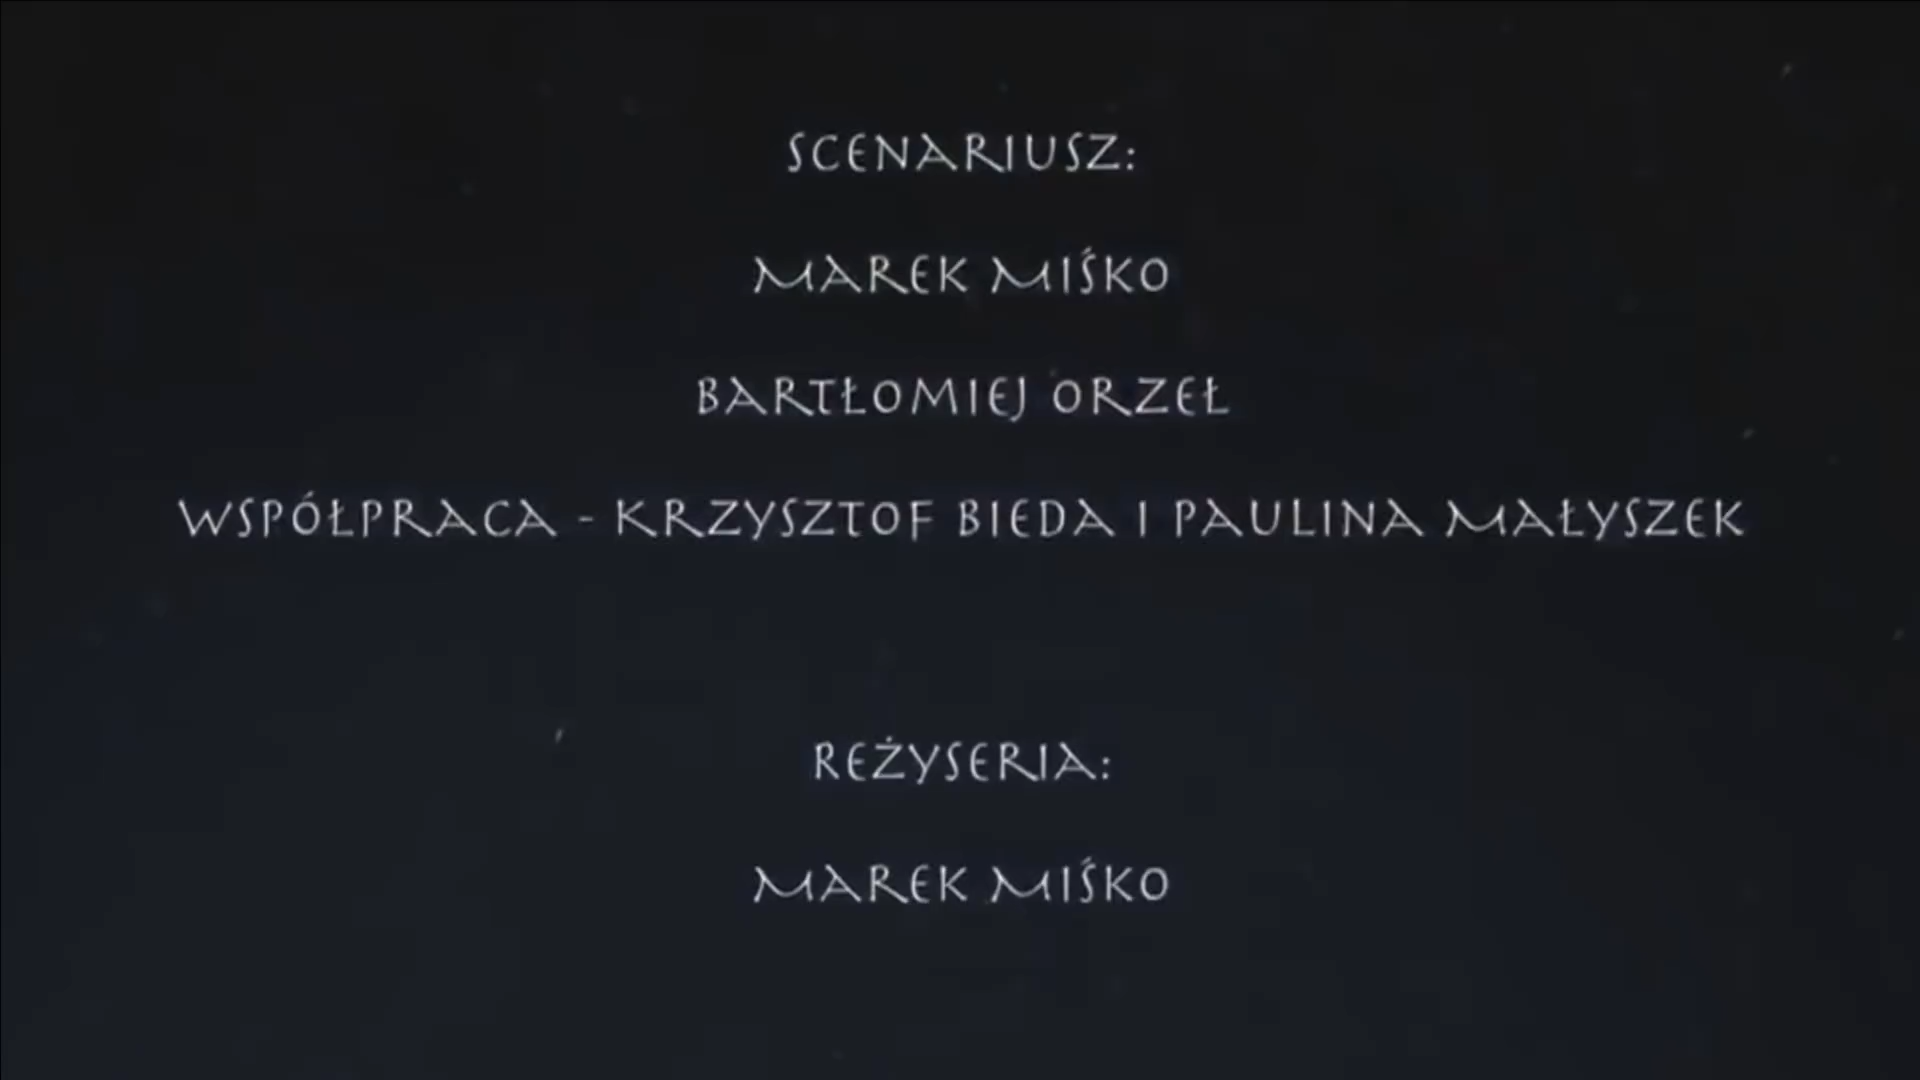 SCENARIUSZ:
MAREK MIŚKO
BARTŁOMIEJ ORZEŁ
WSPÓŁPRACA - KRZYSZTOF BIEDA I PAULINA MAŁYSZEK
REŻYSERIA:
MAREK MIŚKO